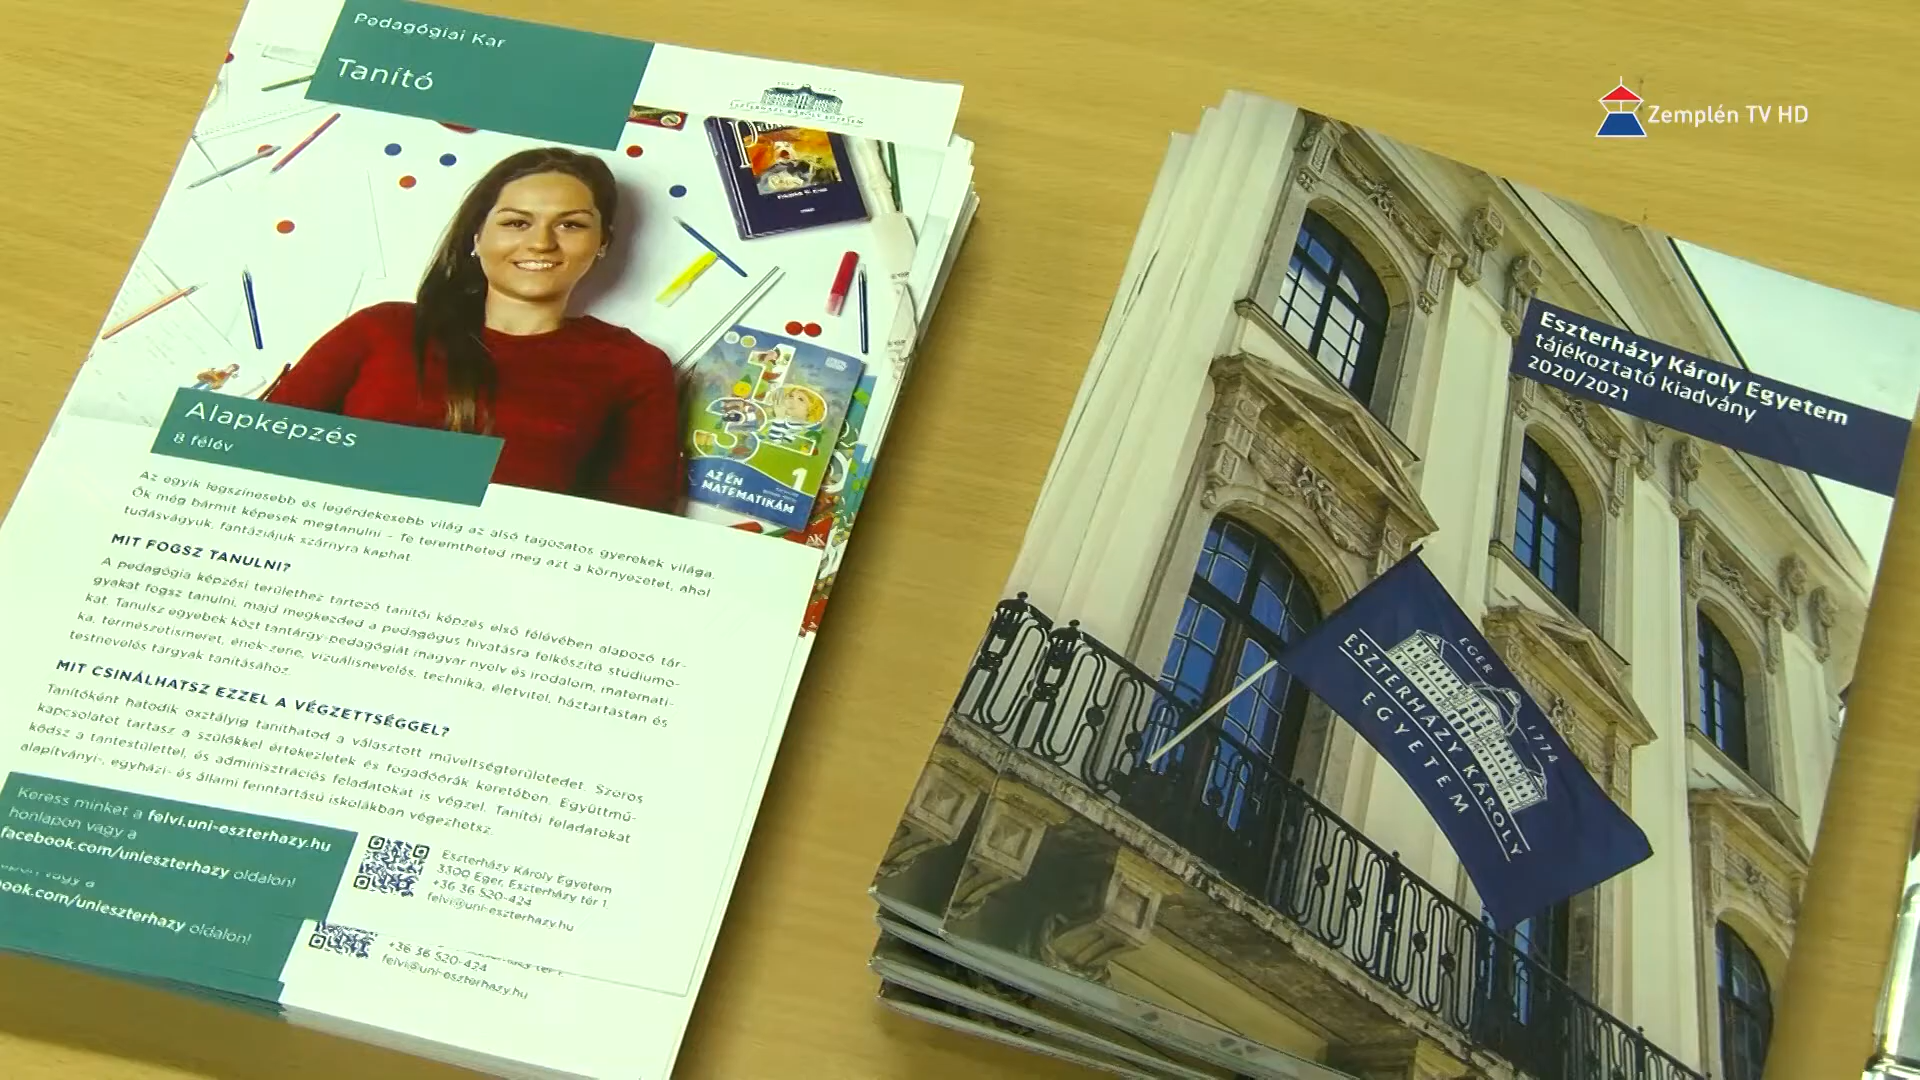 Pedagógiai Kar
Tanító
ESZTERHÁZY KÁROLY EGYETEM
1
3 2
AZ ÉN
MATEMATIKÁM
1
Alapképzés
8 félév
Az egyik legszínesebb és legérdekesebb világ az alsó tagozatos gyerekek világa.
Ők még bármit képesek megtanulni – Te teremtheted meg azt a környezetet, ahol
tudásvágyuk, fantáziájuk szárnyra kaphat.
MIT FOGSZ TANULNI?
A pedagógia képzési területhez tartozó tanítói képzés első félévében alapozó tár-
gyakat fogsz tanulni, majd megkezded a pedagógus hivatásra felkészítő stúdiumo-
kat. Tanulsz egyebek közt tantárgy-pedagógiát magyar nyelv és irodalom, matemati-
ka, természetismeret, ének-zene, vizuálisnevelés, technika, életvitel, háztartástan és
testnevelés tárgyak tanításához.
MIT CSINÁLHATSZ EZZEL A VÉGZETTSÉGGEL?
Tanítóként hatodik osztályig taníthatod a választott műveltségterületedet. Szoros
kapcsolatot tartasz a szülőkkel értekezletek és fogadóórák keretében. Együttmű-
ködsz a tantestülettel, és adminisztrációs feladatokat is végzel. Tanítói feladatokat
alapítványi-, egyházi- és állami fenntartású iskolákban végezhetsz.
Keress minket a felvi.uni-eszterhazy.hu
honlapon vagy a
facebook.com/unieszterhazy oldalon!
vagy a
ook.com/unieszterhazy oldalon!
Eszterházy Károly Egyetem
3300 Eger, Eszterházy tér 1
+36 36 520-424
felvi@uni-eszterhazy.hu
+36 36 520-424
felvi@uni-eszterhazy.hu
Eszterházy Károly Egyetem
tájékoztató kiadvány
2020/2021
EGER 1774
ESZTERHÁZY KÁROLY
EGYETEM
Zemplén TV HD